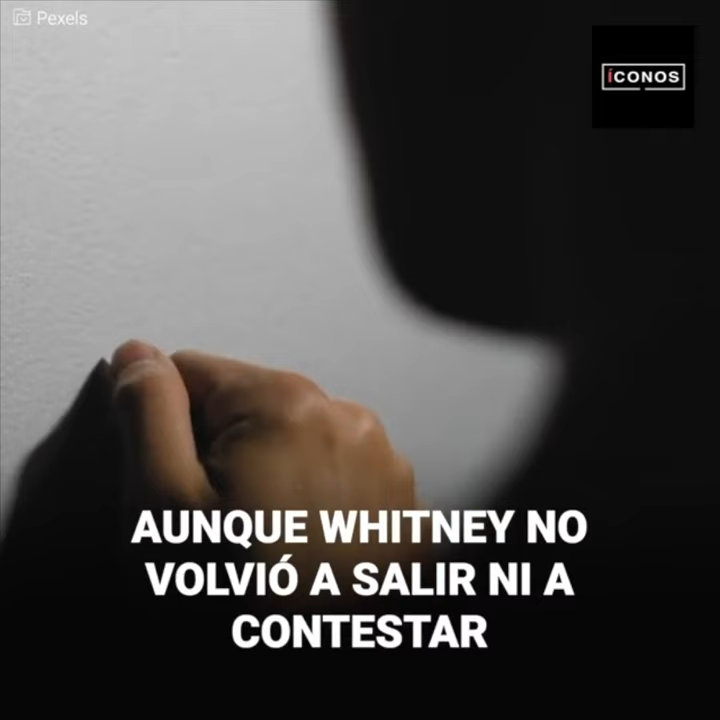 Pexels
ÍCONOS
AUNQUE WHITNEY NO
VOLVIÓ A SALIR NI A
CONTESTAR